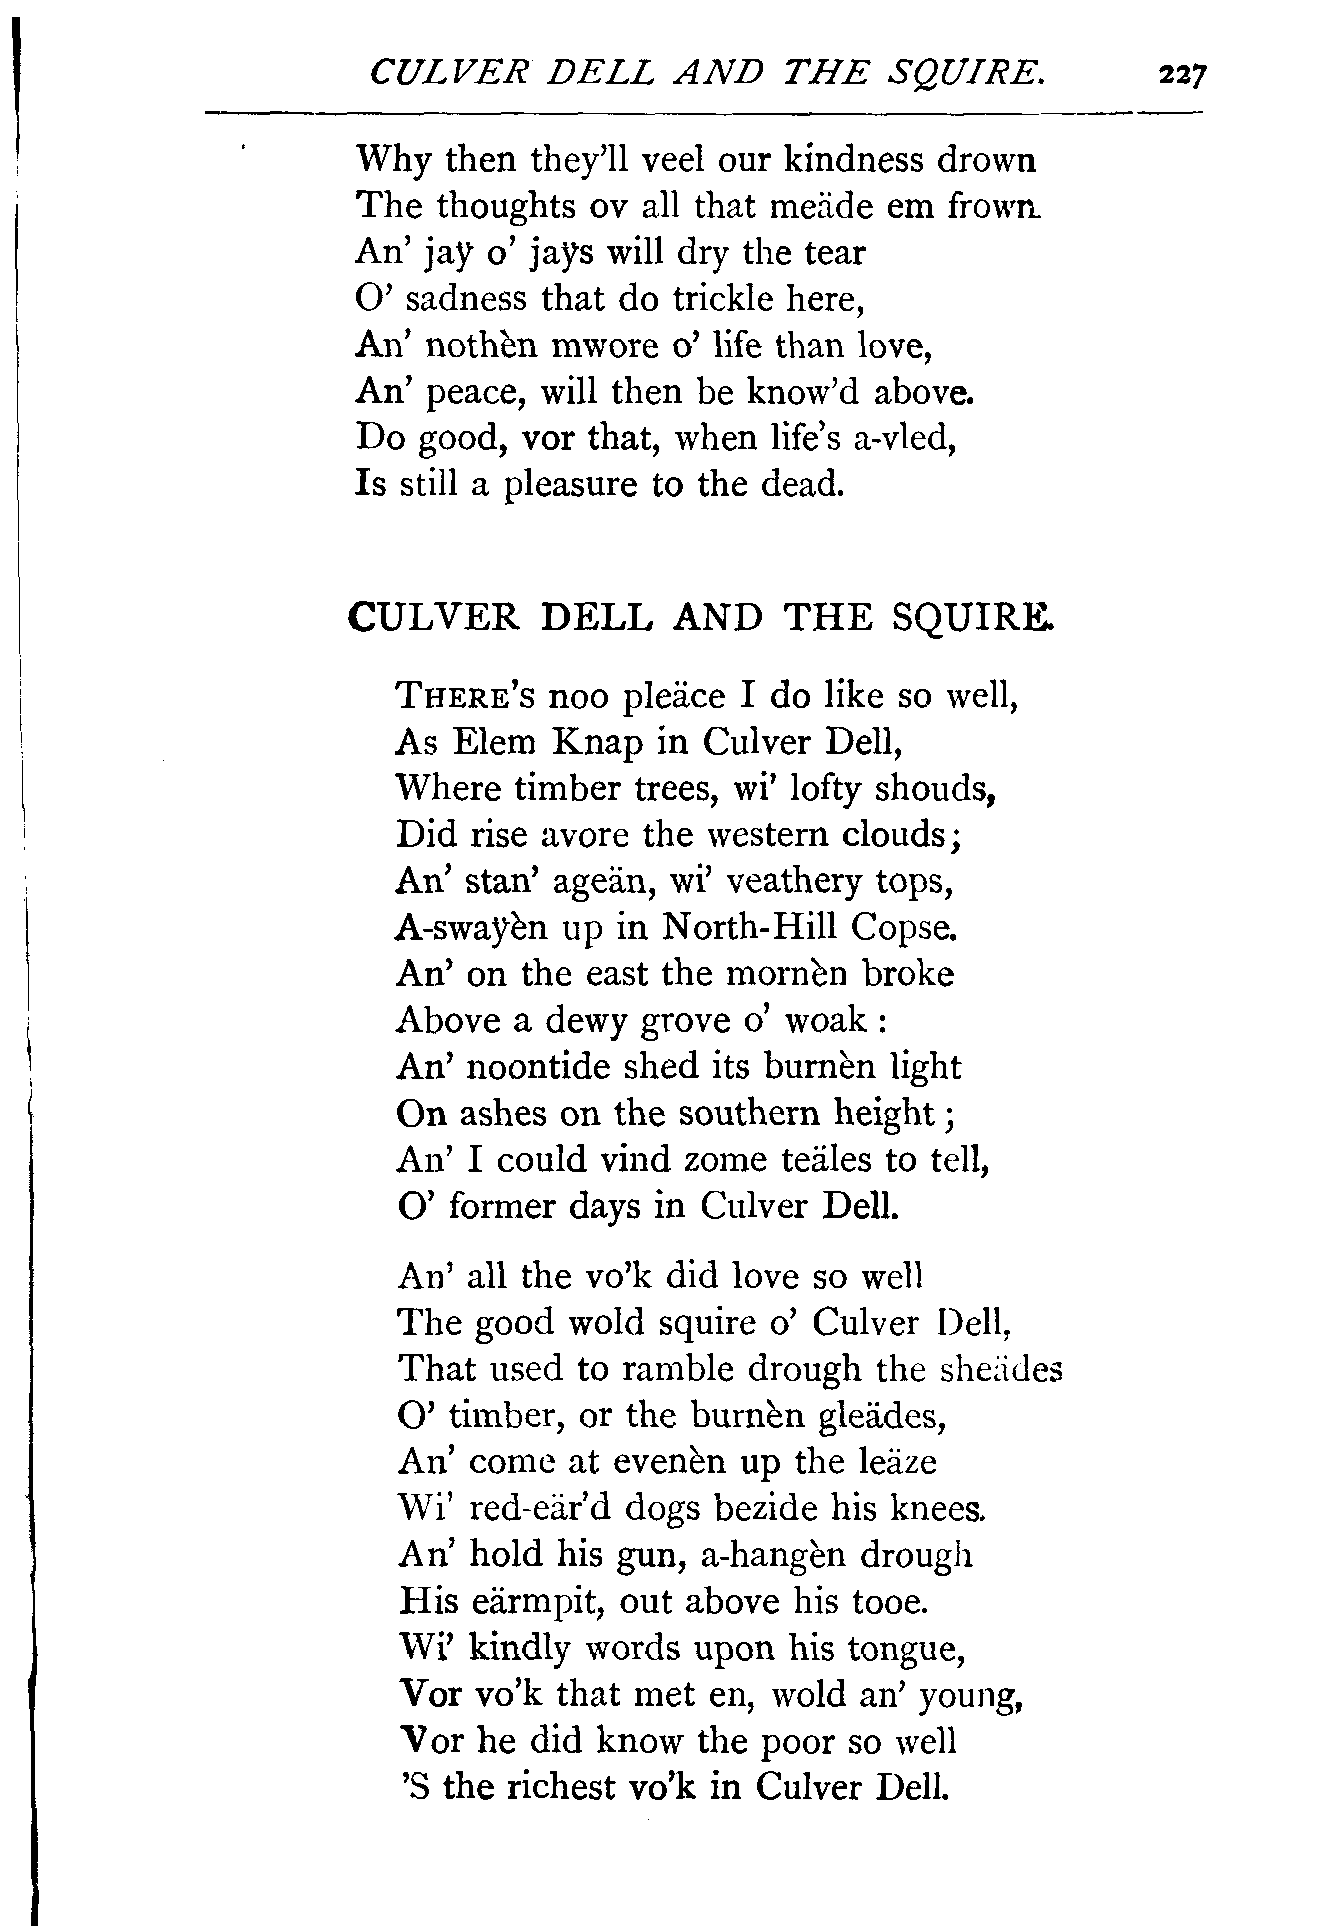 CULVER DELL AND THE SQUIRE. 227
Why then they'll veel our kindness drown
The thoughts ov all that meäde em frown.
An' jaÿ o' jaÿs will dry the tear
O' sadness that do trickle here,
An' nothèn mwore o' life than love,
An' peace, will then be know'd above.
Do good, vor that, when life's a-vled,
Is still a pleasure to the dead.
CULVER DELL AND THE SQUIRE.
THERE'S noo pleäce I do like so well,
As Elem Knap in Culver Dell,
Where timber trees, wi' lofty shouds,
Did rise avore the western clouds;
An' stan' ageän, wi' veathery tops,
A-swaÿèn up in North-Hill Copse.
An' on the east the mornèn broke
Above a dewy grove o' woak :
An' noontide shed its burnèn light
On ashes on the southern height ;
An' I could vind zome teäles to tell,
O' former days in Culver Dell.
An' all the vo'k did love so well
The good wold squire o' Culver Dell,
That used to ramble drough the sheädes
O' timber, or the burnèn gleädes,
An' come at evenèn up the leäze
Wi' red-eär'd dogs bezide his knees.
An' hold his gun, a-hangèn drough
His eärmpit, out above his tooe.
Wi' kindly words upon his tongue,
Vor vo'k that met en, wold an' young,
Vor he did know the poor so well
'S the richest vo'k in Culver Dell.